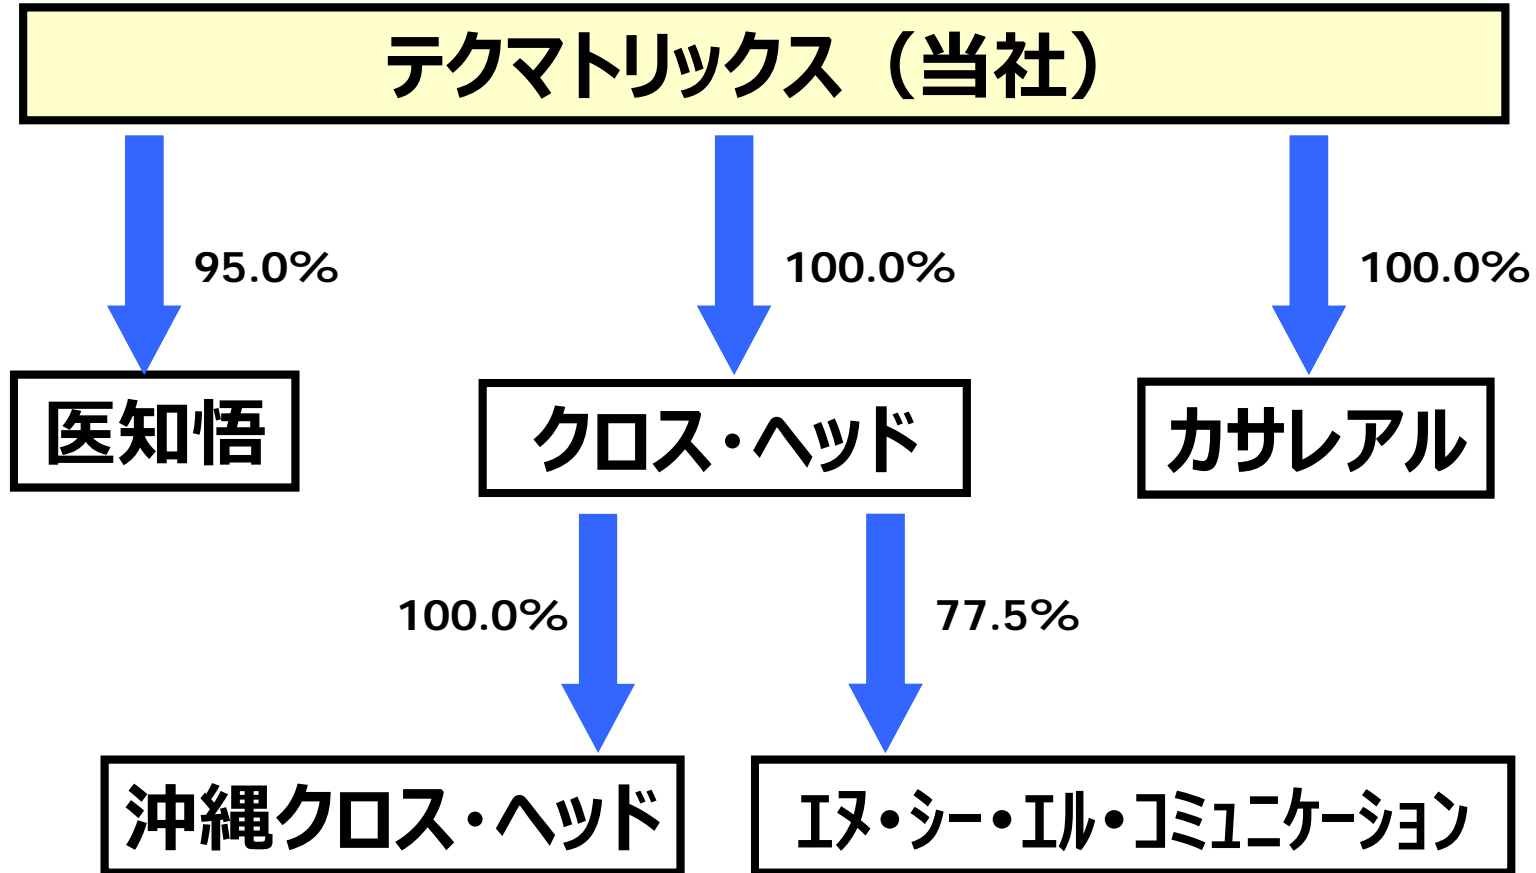 テクマトリックス（当社）
95.0%
100.0%
100.0%
医知悟
クロス・ヘッド
カサレアル
100.0%
77.5%
沖縄クロス・ヘッド
ｴﾇ・ｼｰ・ｴﾙ・ｺﾐｭﾆｹｰｼｮﾝ